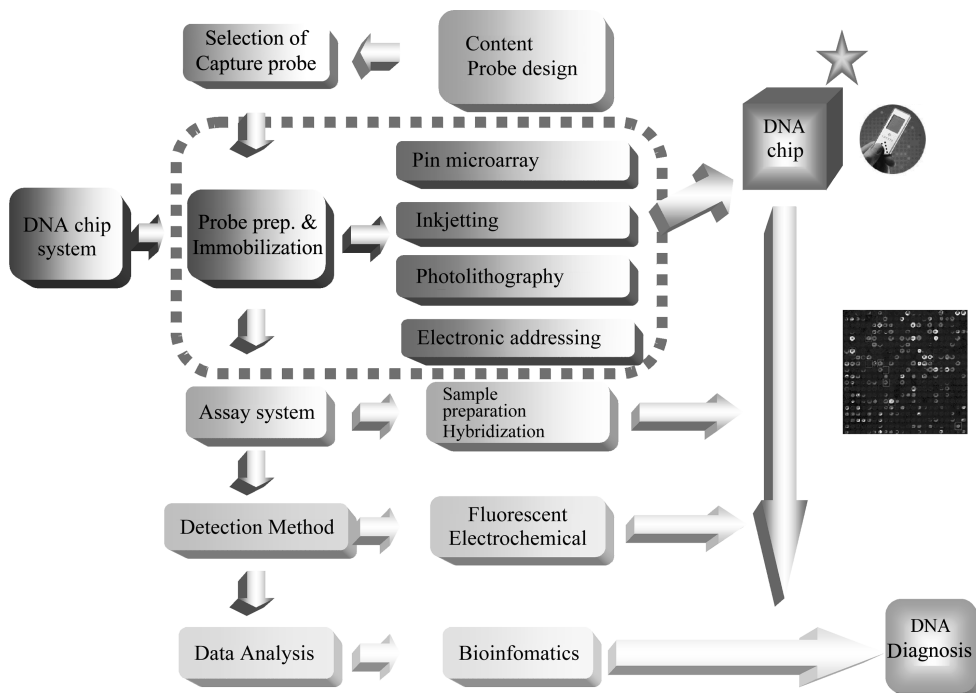 Selection of
Capture probe
Content
Probe design
DNA
chip
Pin microarray
DNA chip
system
Probe prep. &
Immobilization
Inkjetting
Photolithography
Electronic addressing
Assay system
Sample
preparation
Hybridization
Detection Method
Fluorescent
Electrochemical
Data Analysis
Bioinfomatics
DNA
Diagnosis